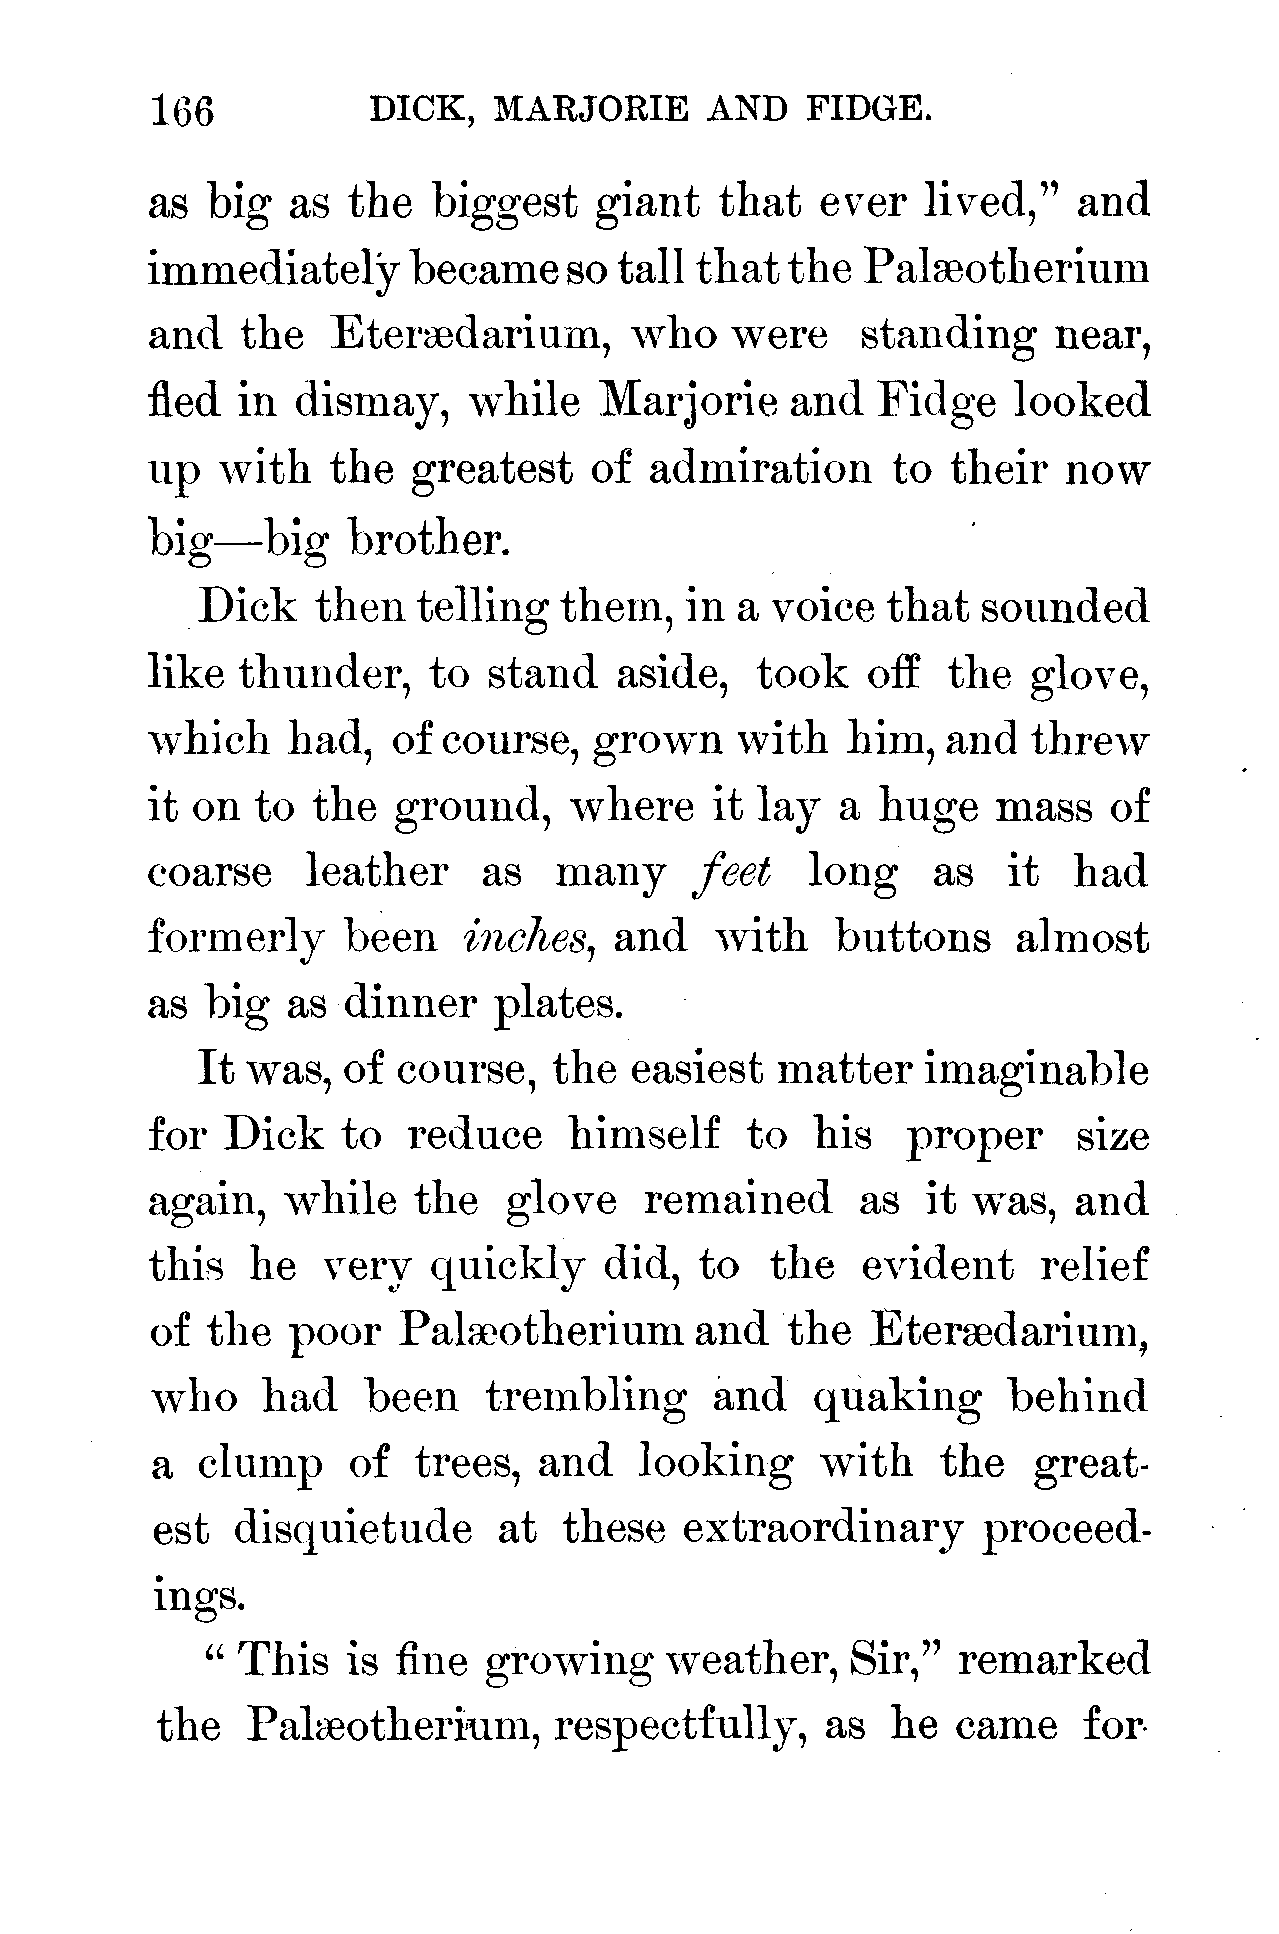 166 DICK, MARJORIE AND FIDGE.
as big as the biggest giant that ever lived,” and
immediately became so tall that the Palæotherium
and the Eterædarium, who were standing near,
fled in dismay, while Marjorie and Fidge looked
up with the greatest of admiration to their now
big—big brother.
Dick then telling them, in a voice that sounded
like thunder, to stand aside, took off the glove,
which had, of course, grown with him, and threw
it on to the ground, where it lay a huge mass of
coarse leather as many feet long as it had
formerly been inches, and with buttons almost
as big as dinner plates.
It was, of course, the easiest matter imaginable
for Dick to reduce himself to his proper size
again, while the glove remained as it was, and
this he very quickly did, to the evident relief
of the poor Palæotherium and the Eterædarium,
who had been trembling and quaking behind
a clump of trees, and looking with the great-
est disquietude at these extraordinary proceed-
ings.
“ This is fine growing weather, Sir,” remarked
the Palæotherium, respectfully, as he came for-